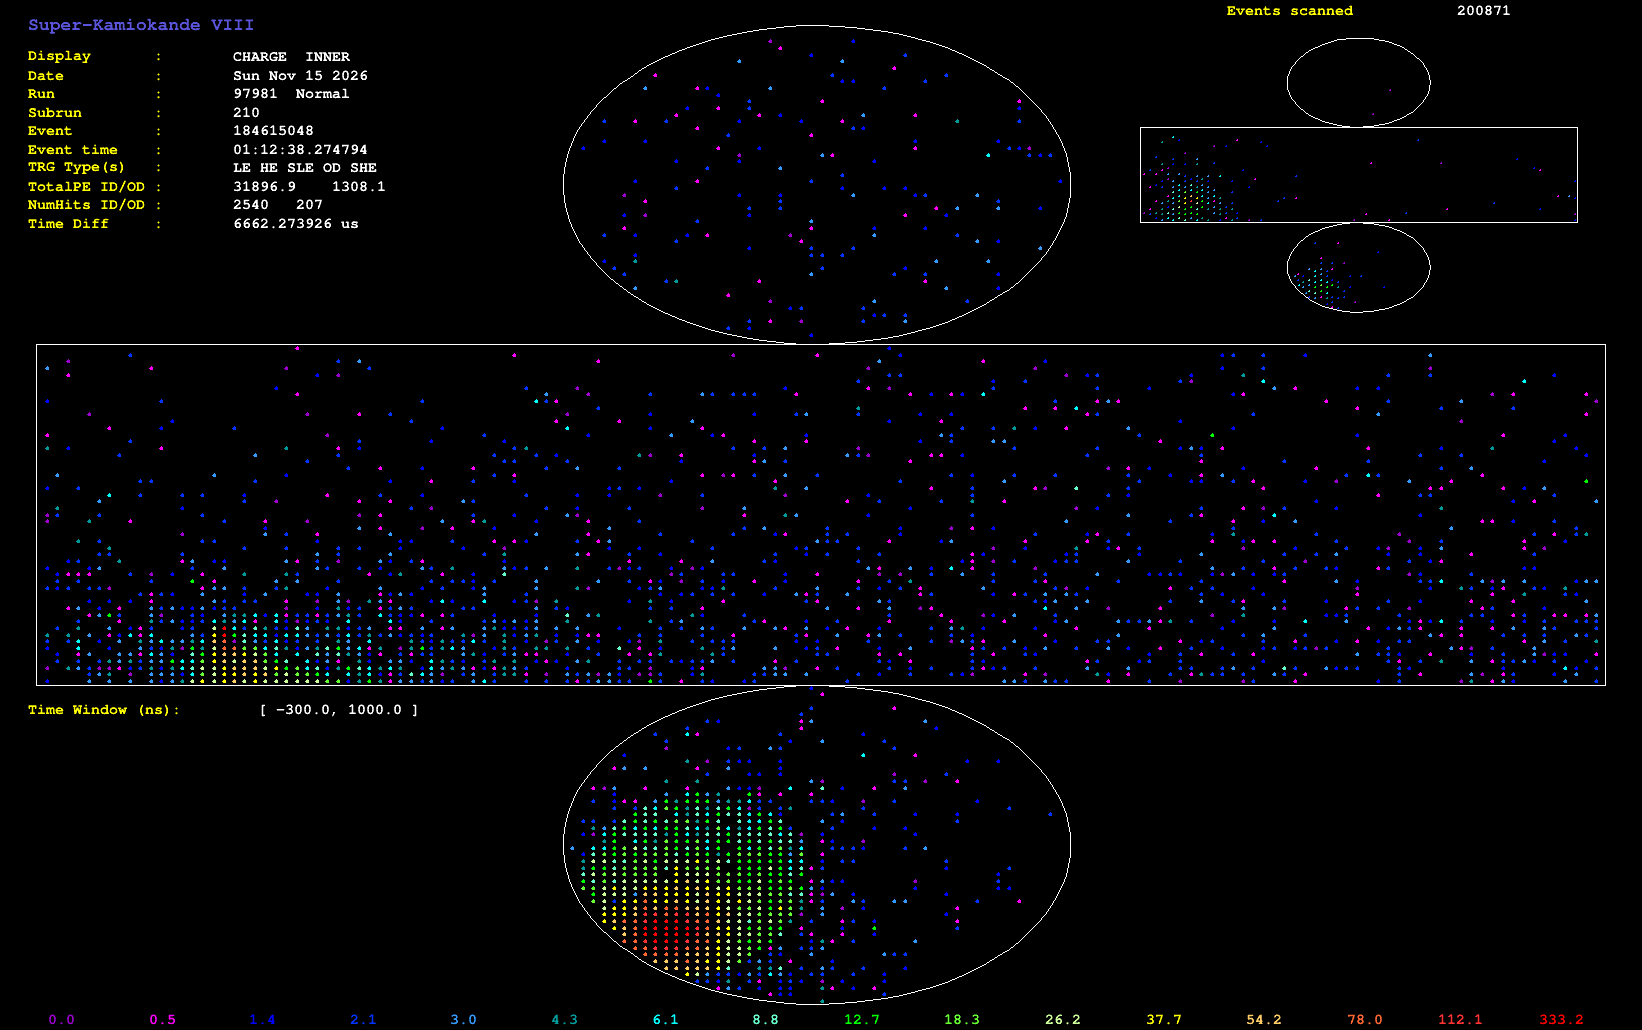 Super-Kamiokande VIII
Events scanned 200871
Display : CHARGE INNER
Date : Sun Nov 15 2026
Run : 97981 Normal
Subrun : 210
Event : 184615048
Event time : 01:12:38.274794
TRG Type(s) : LE HE SLE OD SHE
TotalPE ID/OD : 31896.9 1308.1
NumHits ID/OD : 2540 207
Time Diff : 6662.273926 us
Time Window (ns): [ -300.0, 1000.0 ]
0.0 0.5 1.4 2.1 3.0 4.3 6.1 8.8 12.7 18.3 26.2 37.7 54.2 78.0 112.1 333.2